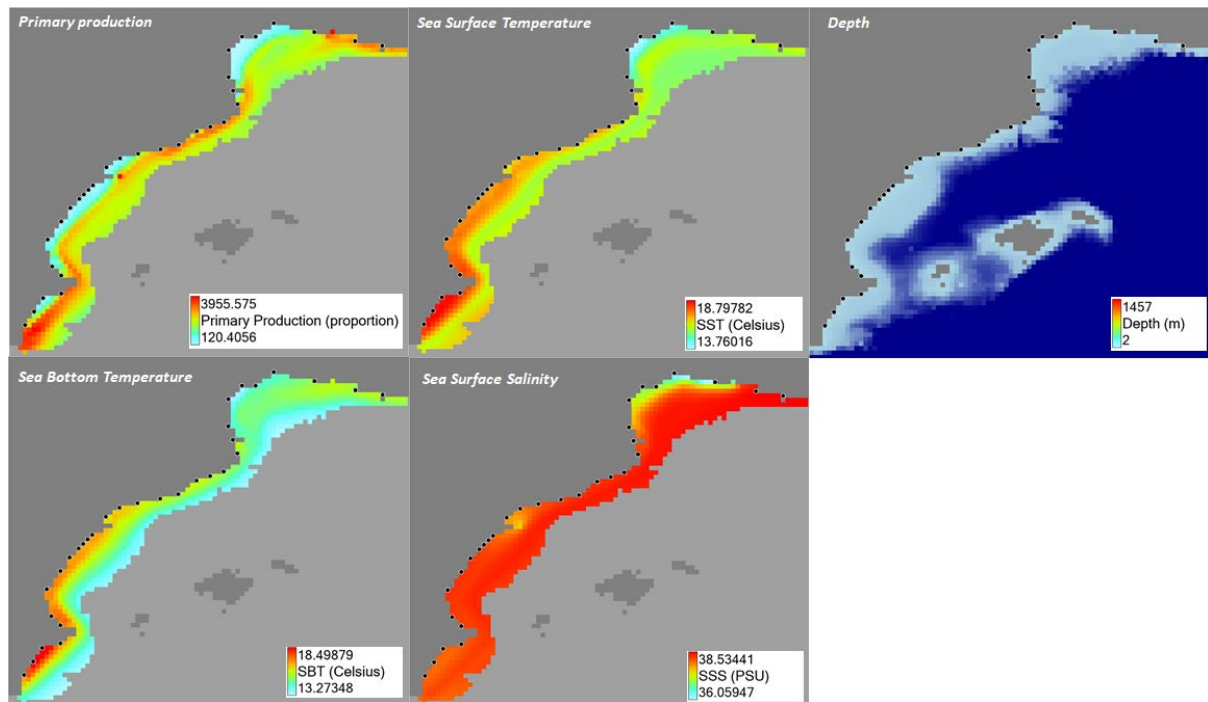 Primary production
Sea Surface Temperature
Depth
3955.575
Primary Production (proportion)
120.4056
18.79782
SST (Celsius)
13.76016
1457
Depth (m)
2
Sea Bottom Temperature
Sea Surface Salinity
18.49879
SBT (Celsius)
13.27348
38.53441
SSS (PSU)
36.05947